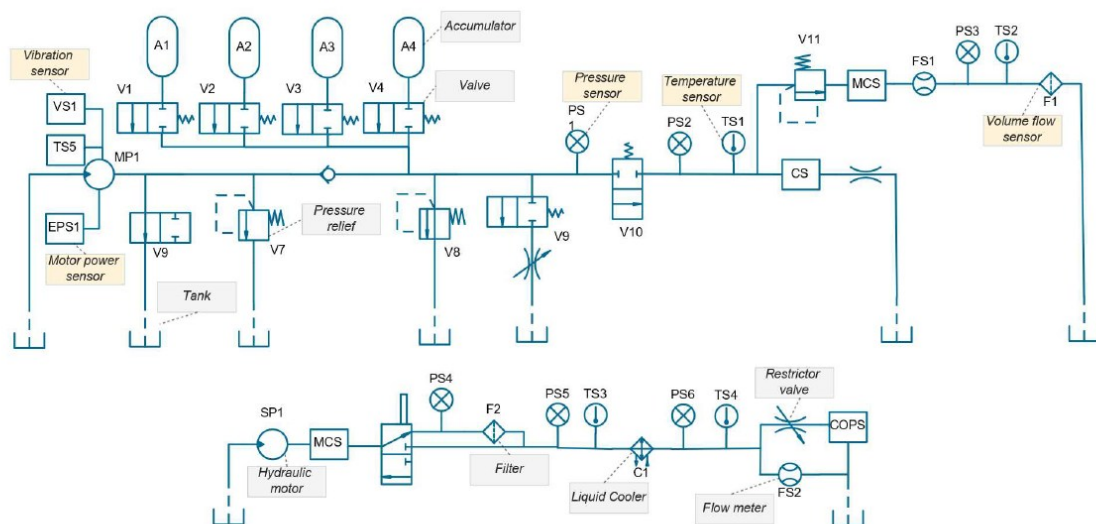 A1
A2
A3
A4
Accumulator
Vibration
sensor
V1
V2
V3
V4
Valve
VS1
TS5
MP1
EPS1
Motor power
sensor
V9
V7
Pressure
relief
Tank
V8
V9
PS
1
Pressure
sensor
V10
PS2
Temperature
sensor
TS1
V11
MCS
FS1
PS3
TS2
F1
Volume flow
sensor
CS
SP1
MCS
Hydraulic
motor
PS4
F2
Filter
PS5
TS3
C1
Liquid Cooler
PS6
TS4
Restrictor
valve
COPS
FS2
Flow meter